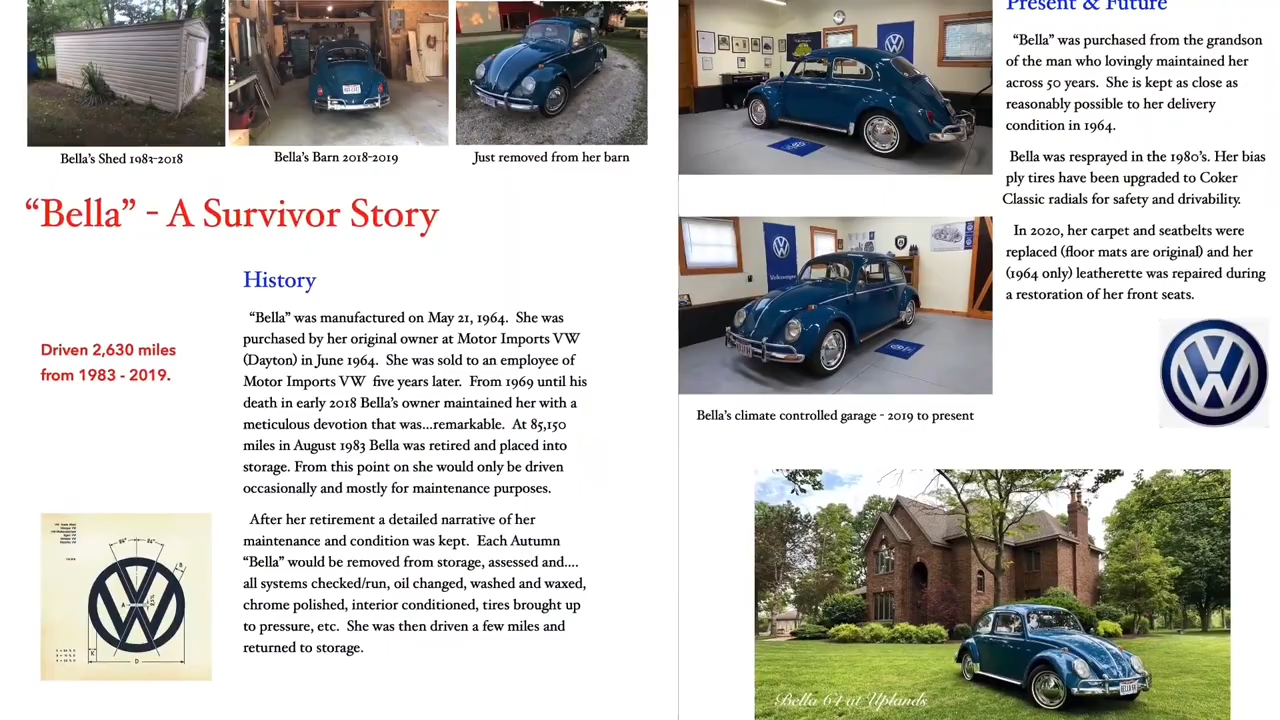 Bella's Shed 1983-2018
Bella's Barn 2018-2019
Just removed from her barn
“Bella” - A Survivor Story
History
Driven 2,630 miles
from 1983 - 2019.
“Bella” was manufactured on May 21, 1964. She was
purchased by her original owner at Motor Imports VW
(Dayton) in June 1964. She was sold to an employee of
Motor Imports VW five years later. From 1969 until his
death in early 2018 Bella's owner maintained her with a
meticulous devotion that was...remarkable. At 85,150
miles in August 1983 Bella was retired and placed into
storage. From this point on she would only be driven
occasionally and mostly for maintenance purposes.
After her retirement a detailed narrative of her
maintenance and condition was kept. Each Autumn
“Bella” would be removed from storage, assessed and....
all systems checked/run, oil changed, washed and waxed,
chrome polished, interior conditioned, tires brought up
to pressure, etc. She was then driven a few miles and
returned to storage.
Present & Future
“Bella” was purchased from the grandson
of the man who lovingly maintained her
across 50 years. She is kept as close as
reasonably possible to her delivery
condition in 1964.
Bella was resprayed in the 1980's. Her bias
ply tires have been upgraded to Coker
Classic radials for safety and drivability.
In 2020, her carpet and seatbelts were
replaced (floor mats are original) and her
(1964 only) leatherette was repaired during
a restoration of her front seats.
Volkswagen
Bella's climate controlled garage - 2019 to present
Bella 64 at Uplands